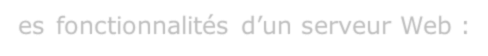 es fonctionnalités d’un serveur Web :